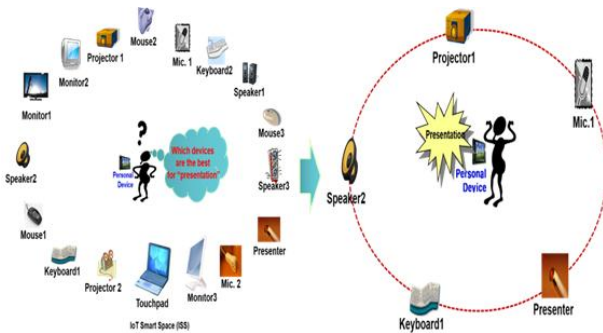 Mouse2
Projector 1
Mic. 1
Keyboard2
Monitor2
Speaker1
Monitor1
Mouse3
?
Which devices
are the best
for "presentation"
Personal
Device
Speaker2
Speaker3
Mouse1
Presenter
Keyboard1
Projector 2
Touchpad
Monitor3
Mic. 2
IoT Smart Space (ISS)
Projector1
Mic.1
Presentation
Personal
Device
Speaker2
Presenter
Keyboard1